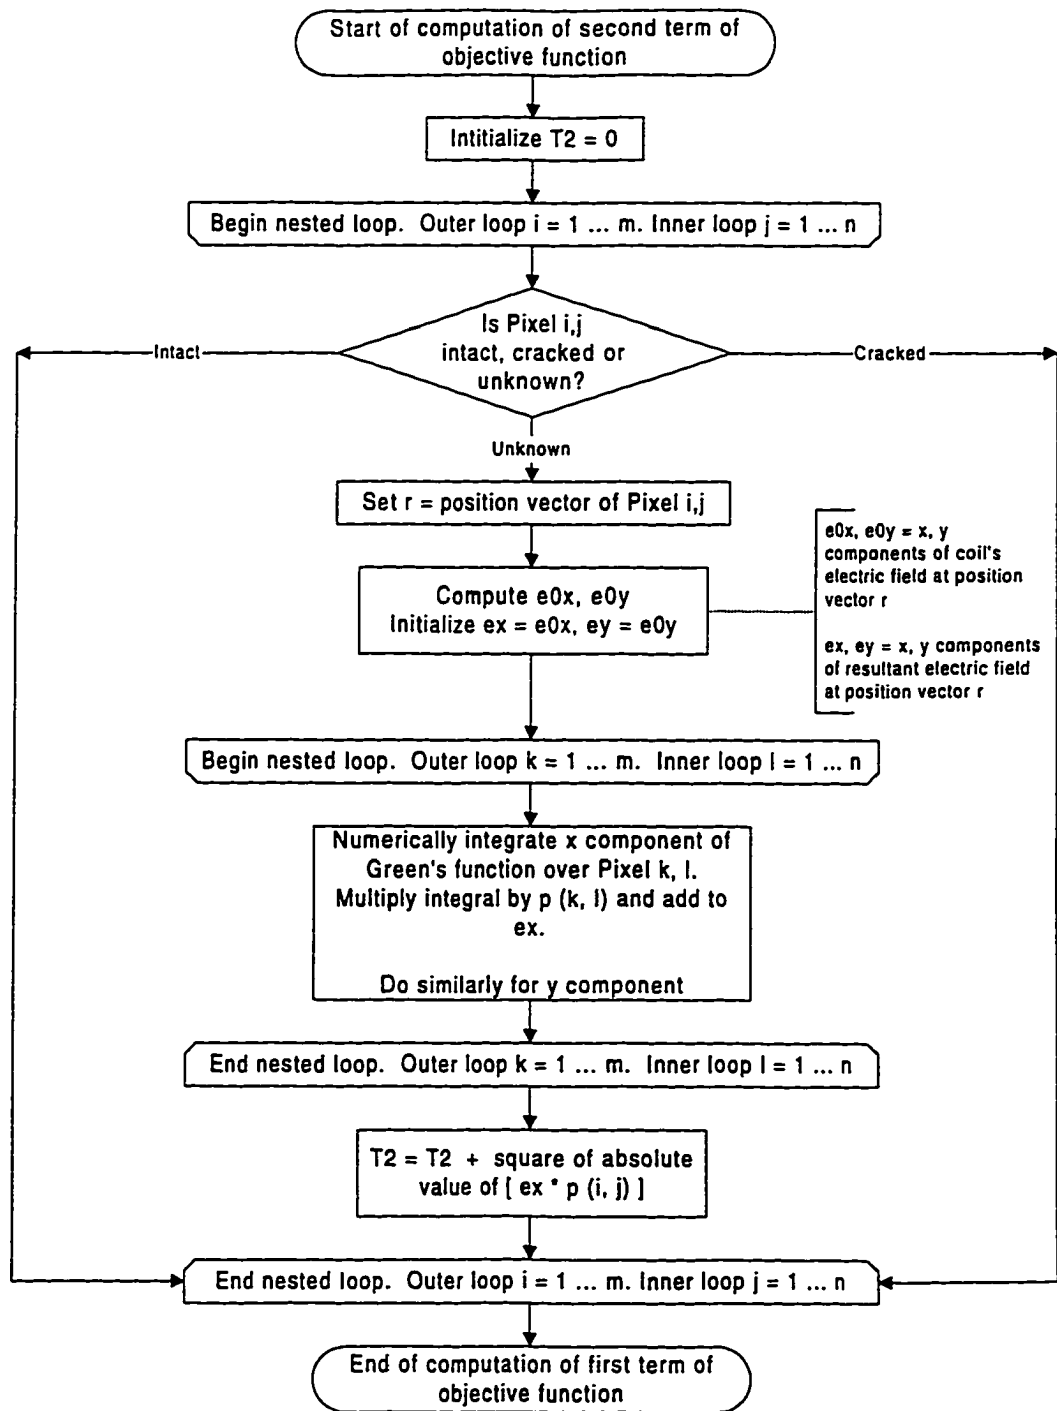 Start of computation of second term of
objective function
Intitialize T2 = 0
Begin nested loop. Outer loop i = 1 ... m. Inner loop j = 1 ... n
Is Pixel i,j
intact, cracked or
unknown?
Intact
Cracked
Unknown
Set r = position vector of Pixel i,j
Compute e0x, e0y
Initialize ex = e0x, ey = e0y
e0x, e0y = x, y
components of coil's
electric field at position
vector r
ex, ey = x, y components
of resultant electric field
at position vector r
Begin nested loop. Outer loop k = 1 ... m. Inner loop l = 1 ... n
Numerically integrate x component of
Green's function over Pixel k, l.
Multiply integral by p (k, l) and add to
ex.
Do similarly for y component
End nested loop. Outer loop k = 1 ... m. Inner loop l = 1 ... n
T2 = T2 + square of absolute
value of [ ex * p (i, j) ]
End nested loop. Outer loop i = 1 ... m. Inner loop j = 1 ... n
End of computation of first term of
objective function